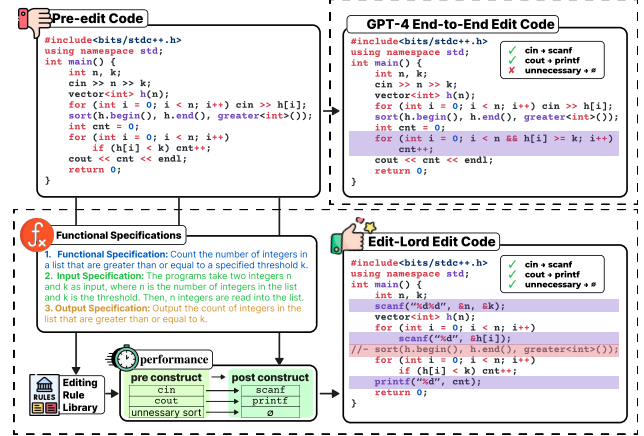 Pre-edit Code
#include<bits/stdc++.h>
using namespace std;
int main() {
int n, k;
cin >> n >> k;
vector<int> h(n);
for (int i = 0; i < n; i++) cin >> h[i];
sort(h.begin(), h.end(), greater<int>());
int cnt = 0;
for (int i = 0; i < n; i++)
if (h[i] < k) cnt++;
cout << cnt << endl;
return 0;
}
GPT-4 End-to-End Edit Code
#include<bits/stdc++.h>
using namespace std;
int main() {
int n, k;
cin >> n >> k;
vector<int> h(n);
for (int i = 0; i < n; i++) cin >> h[i];
sort(h.begin(), h.end(), greater<int>());
int cnt = 0;
for (int i = 0; i < n && h[i] >= k; i++)
cnt++;
cout << cnt << endl;
return 0;
}
✓ cin → scanf
✓ cout → printf
✗ unnecessary → ∅
Functional Specifications
1. Functional Specification: Count the number of integers in
a list that are greater than or equal to a specified threshold k.
2. Input Specification: The programs take two integers n
and k as input, where n is the number of integers in the list
and k is the threshold. Then, n integers are read into the list.
3. Output Specification: Output the count of integers in the
list that are greater than or equal to k.
RULES
Editing
Rule
Library
performance
pre construct → post construct
cin → scanf
cout → printf
unnessary sort → ∅
Edit-Lord Edit Code
#include<bits/stdc++.h>
using namespace std;
int main() {
int n, k;
scanf("%d%d", &n, &k);
vector<int> h(n);
for (int i = 0; i < n; i++)
scanf("%d", &h[i]);
//- sort(h.begin(), h.end(), greater<int>());
for (int i = 0; i < n; i++)
if (h[i] < k) cnt++;
printf("%d", cnt);
return 0;
}
✓ cin → scanf
✓ cout → printf
✓ unnecessary → ∅